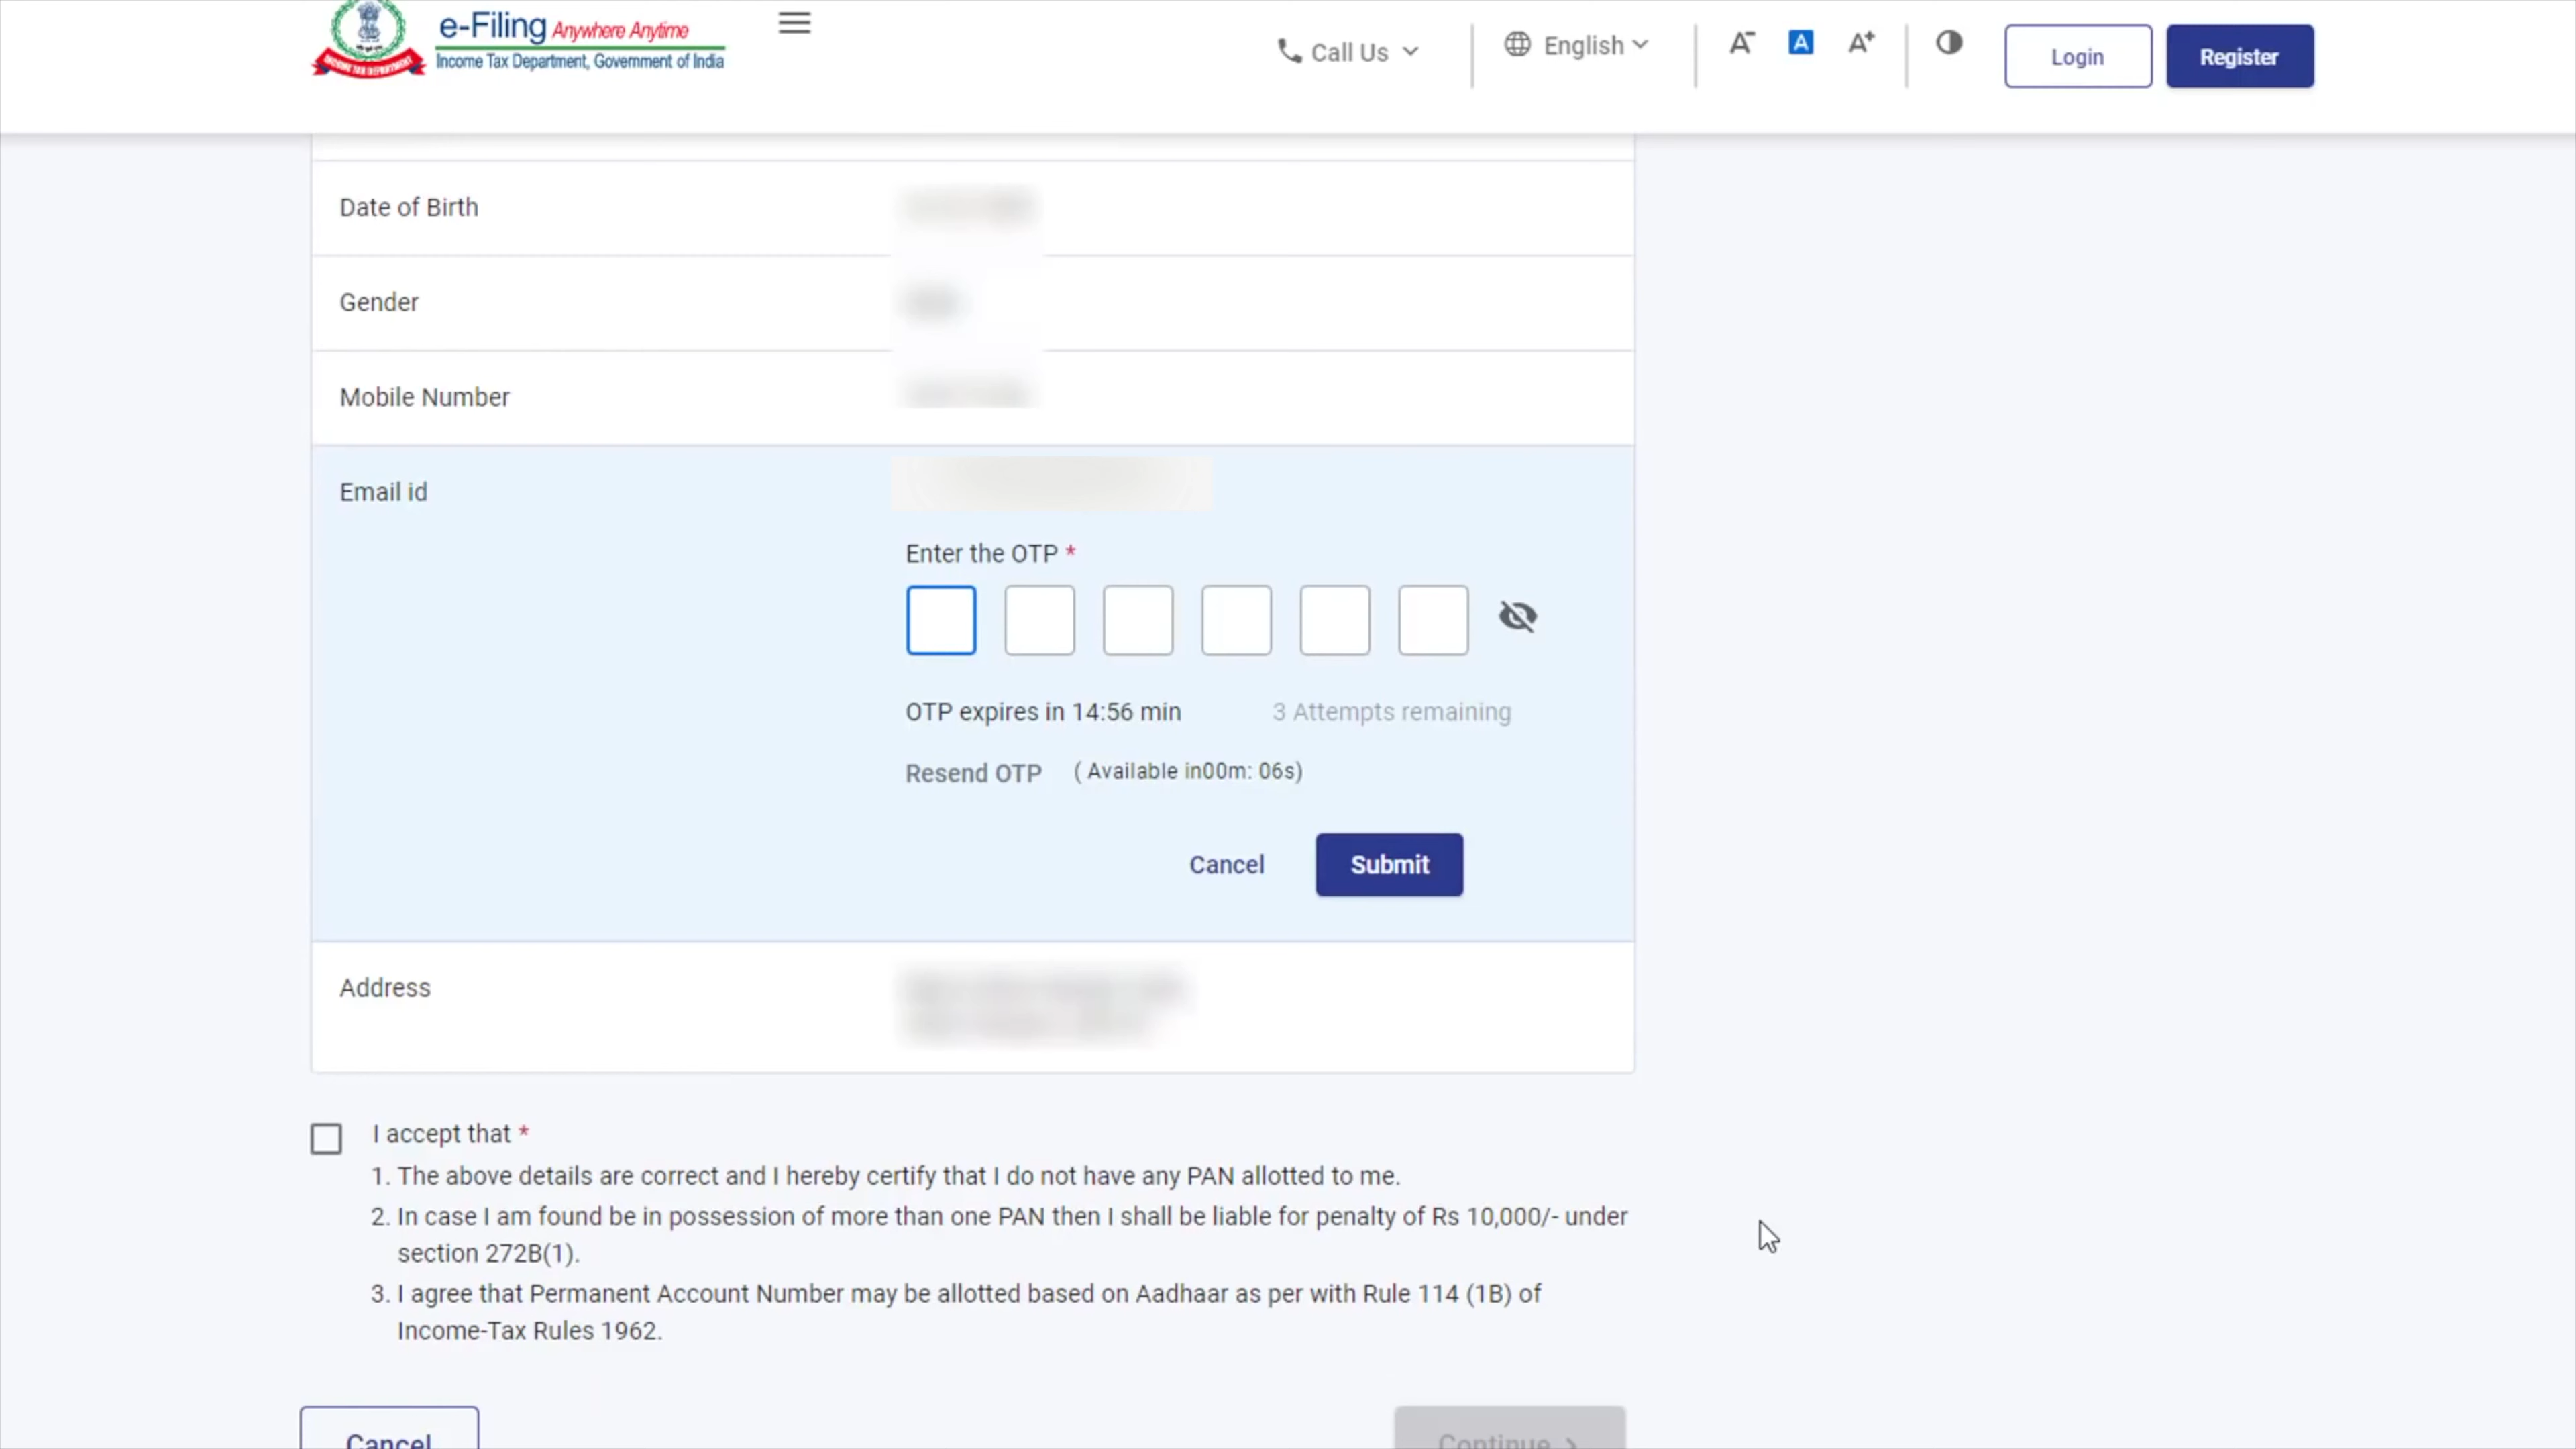 e-Filing Anywhere Anytime
Income Tax Department, Government of India
INCOME TAX DEPARTMENT
Call Us
English
A- A A+
Login
Register
Date of Birth
Gender
Mobile Number
Email id
Enter the OTP *
OTP expires in 14:56 min 3 Attempts remaining
Resend OTP ( Available in00m: 06s)
Cancel Submit
Address
I accept that *
1. The above details are correct and I hereby certify that I do not have any PAN allotted to me.
2. In case I am found be in possession of more than one PAN then I shall be liable for penalty of Rs 10,000/- under
section 272B(1).
3. I agree that Permanent Account Number may be allotted based on Aadhaar as per with Rule 114 (1B) of
Income-Tax Rules 1962.
Cancel Continue >